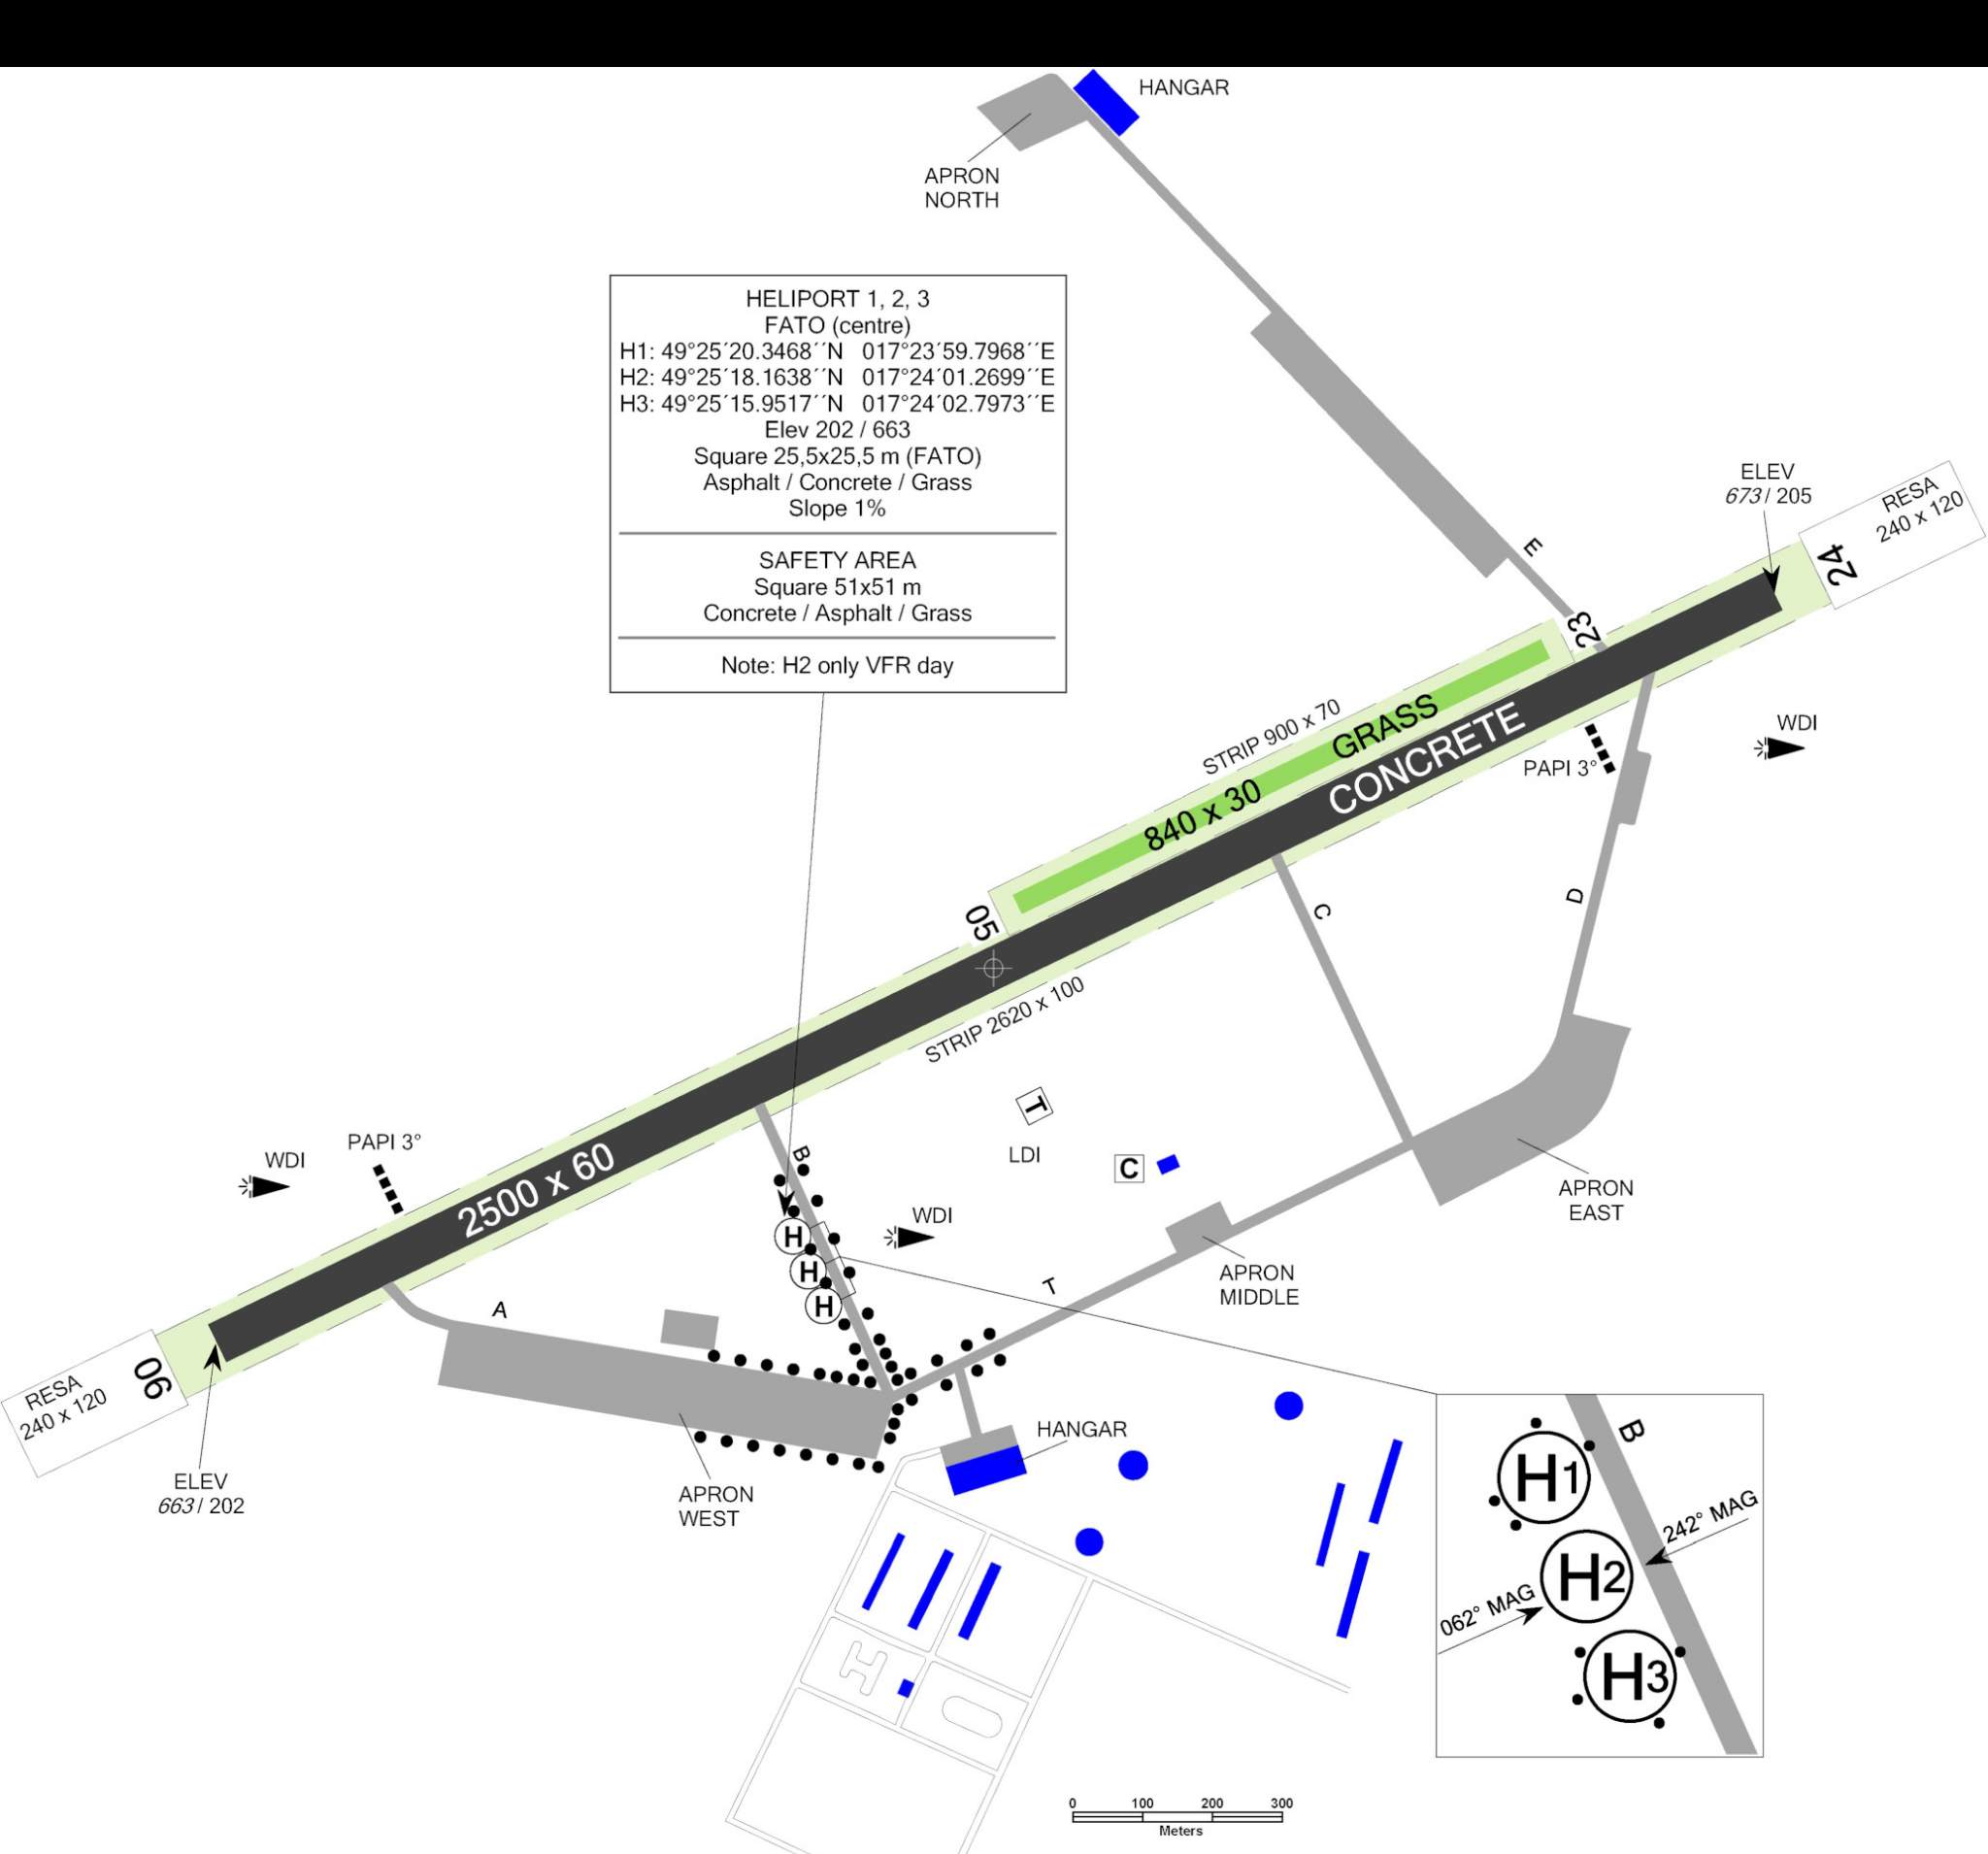 HANGAR
APRON
NORTH
HELIPORT 1, 2, 3
FATO (centre)
H1: 49°25´20.3468´´N 017°23´59.7968´´E
H2: 49°25´18.1638´´N 017°24´01.2699´´E
H3: 49°25´15.9517´´N 017°24´02.7973´´E
Elev 202 / 663
Square 25,5x25,5 m (FATO)
Asphalt / Concrete / Grass
Slope 1%
SAFETY AREA
Square 51x51 m
Concrete / Asphalt / Grass
Note: H2 only VFR day
ELEV
673 / 205
RESA
240 x 120
24
E
23
STRIP 900 x 70
GRASS
840 x 30
CONCRETE
WDI
PAPI 3°
05
C
D
STRIP 2620 x 100
T
LDI
C
B
PAPI 3°
WDI
2500 x 60
WDI
H
H
H
APRON
EAST
APRON
MIDDLE
T
A
06
RESA
240 x 120
ELEV
663 / 202
APRON
WEST
HANGAR
B
H1
242° MAG
H2
062° MAG
H3
0 100 200 300
Meters